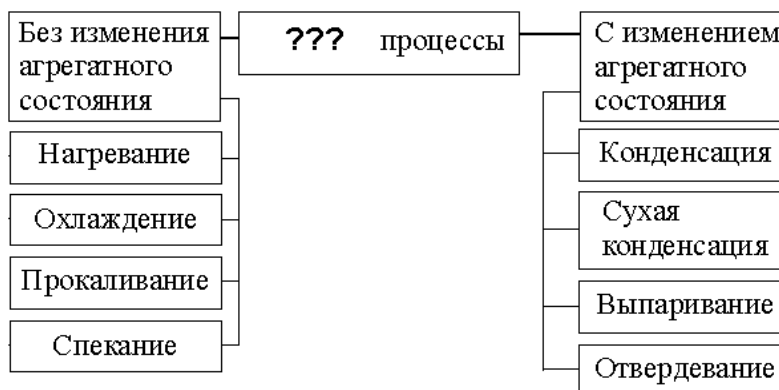 Без изменения
агрегатного
состояния
??? процессы
С изменением
агрегатного
состояния
Нагревание
Охлаждение
Прокаливание
Спекание
Конденсация
Сухая
конденсация
Выпаривание
Отвердевание